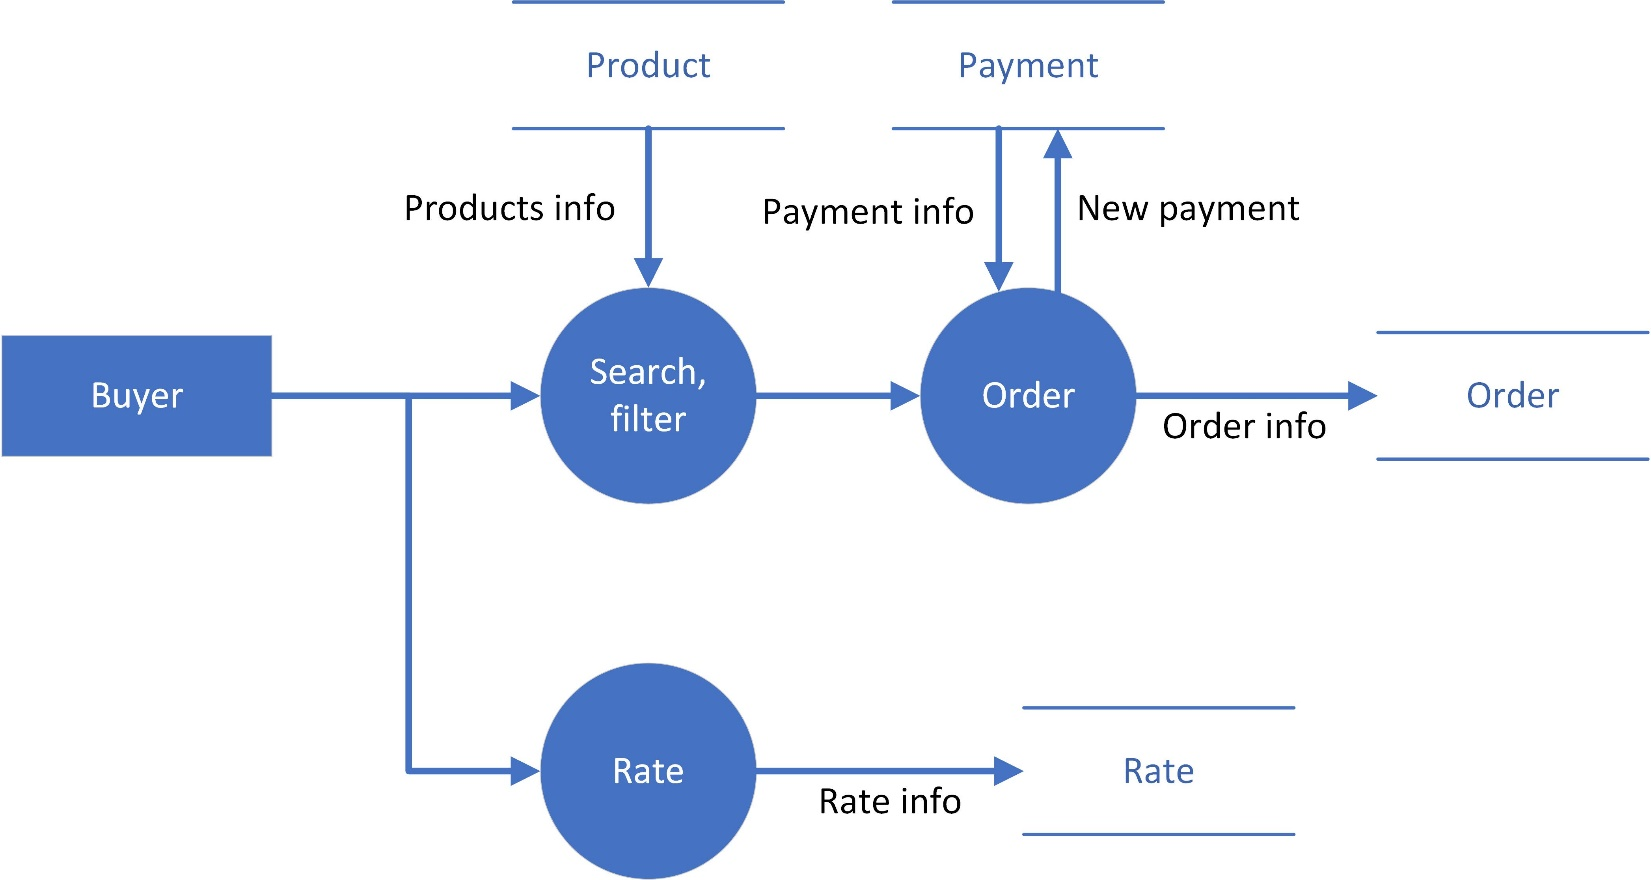 Product
Payment
Products info
Payment info
New payment
Buyer
Search,
filter
Order
Order info
Order
Rate
Rate info
Rate